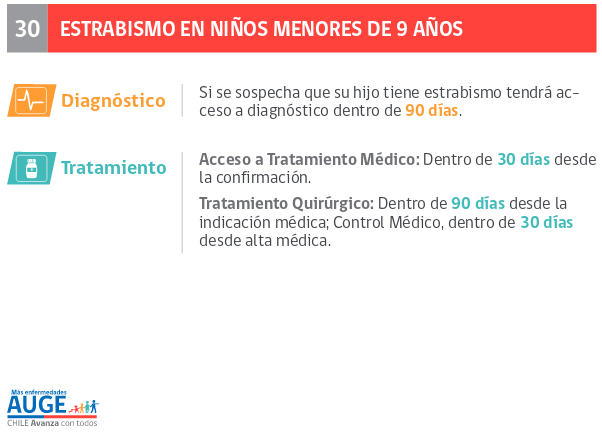 30 ESTRABISMO EN NIÑOS MENORES DE 9 AÑOS
Diagnóstico
Si se sospecha que su hijo tiene estrabismo tendrá ac-
ceso a diagnóstico dentro de 90 días.
Tratamiento
Acceso a Tratamiento Médico: Dentro de 30 días desde
la confirmación.
Tratamiento Quirúrgico: Dentro de 90 días desde la
indicación médica; Control Médico, dentro de 30 días
desde alta médica.
Más enfermedades
AUGE
CHILE Avanza con todos